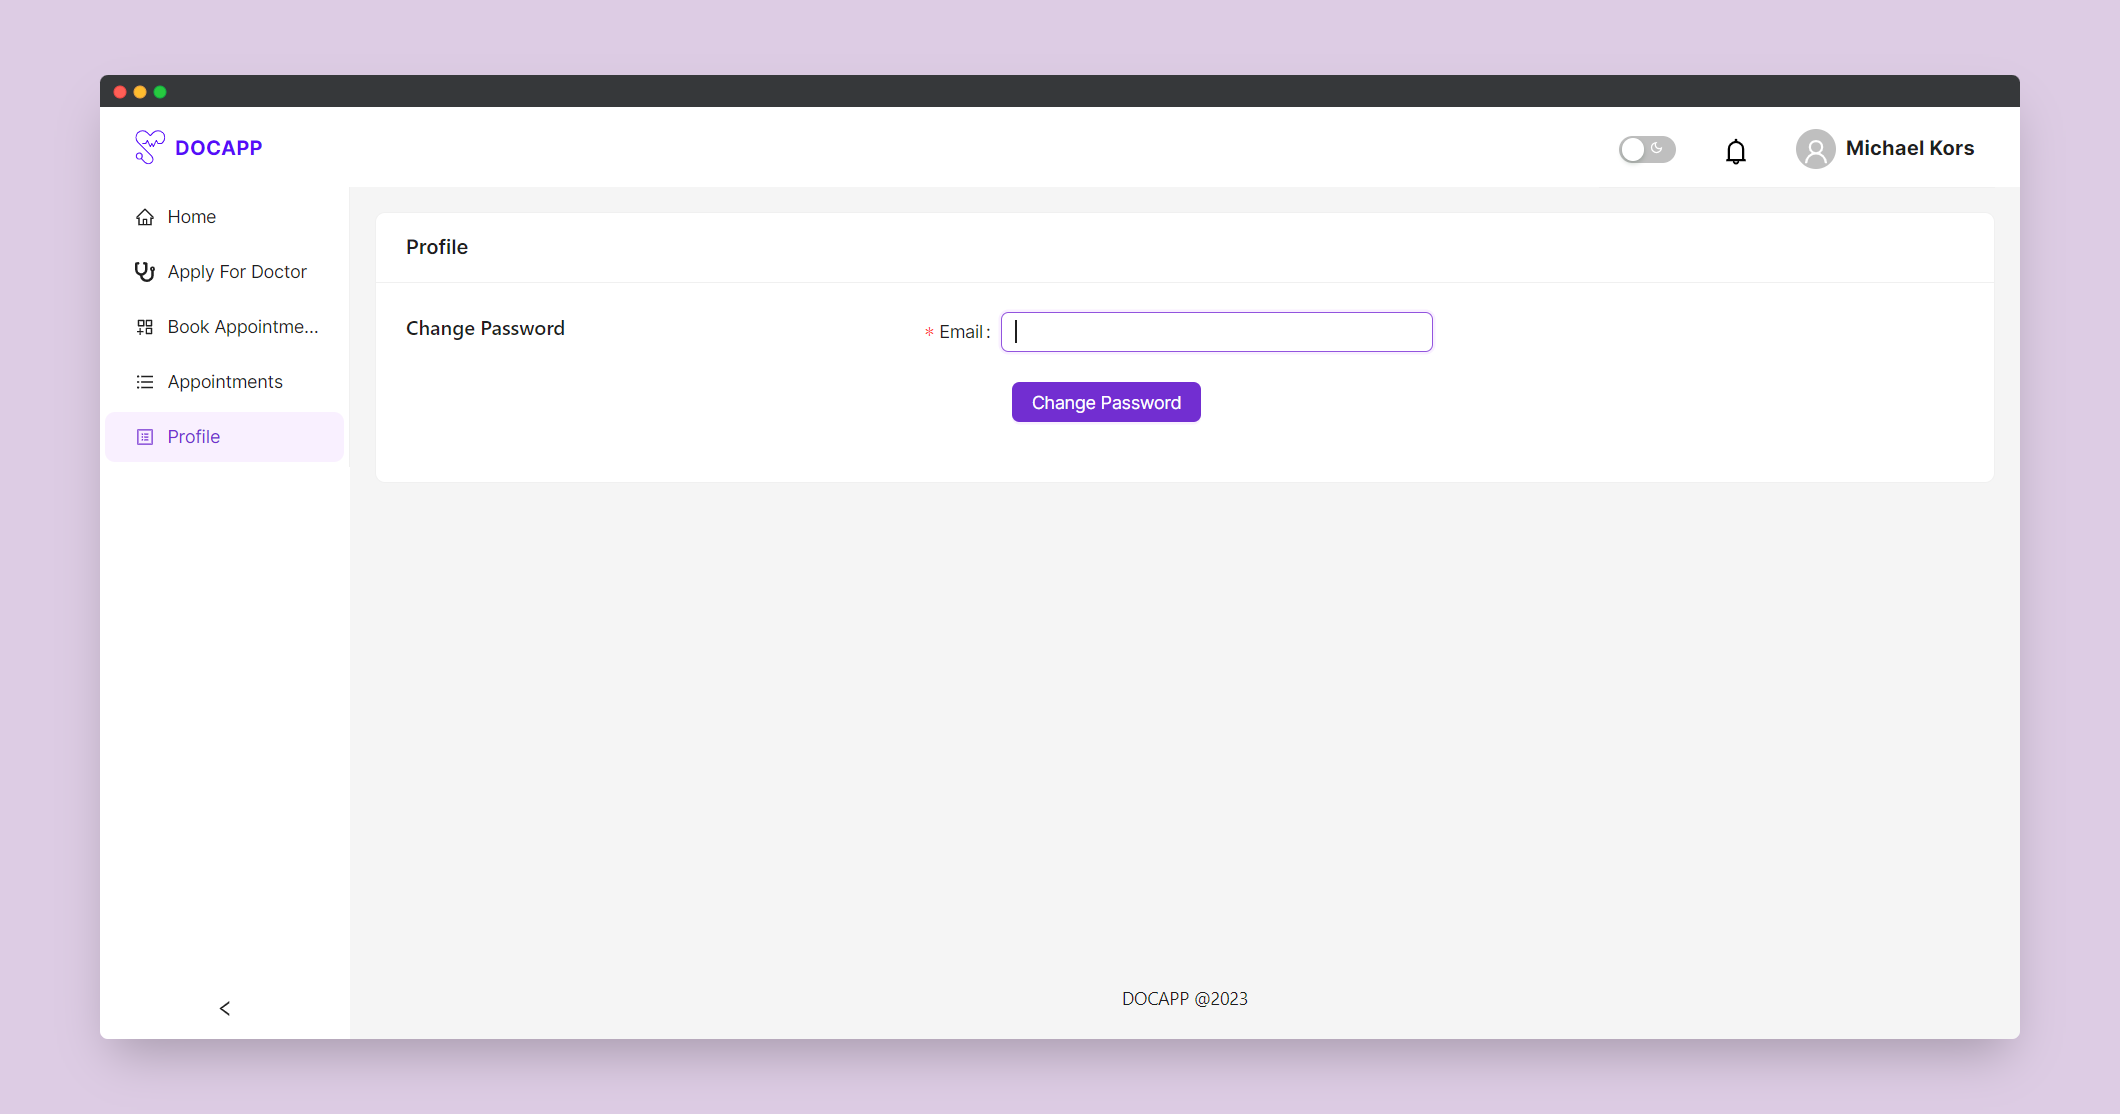 DOCAPP
Michael Kors
Home
Apply For Doctor
Book Appointme...
Appointments
Profile
Profile
Change Password
* Email :
Change Password
DOCAPP @2023